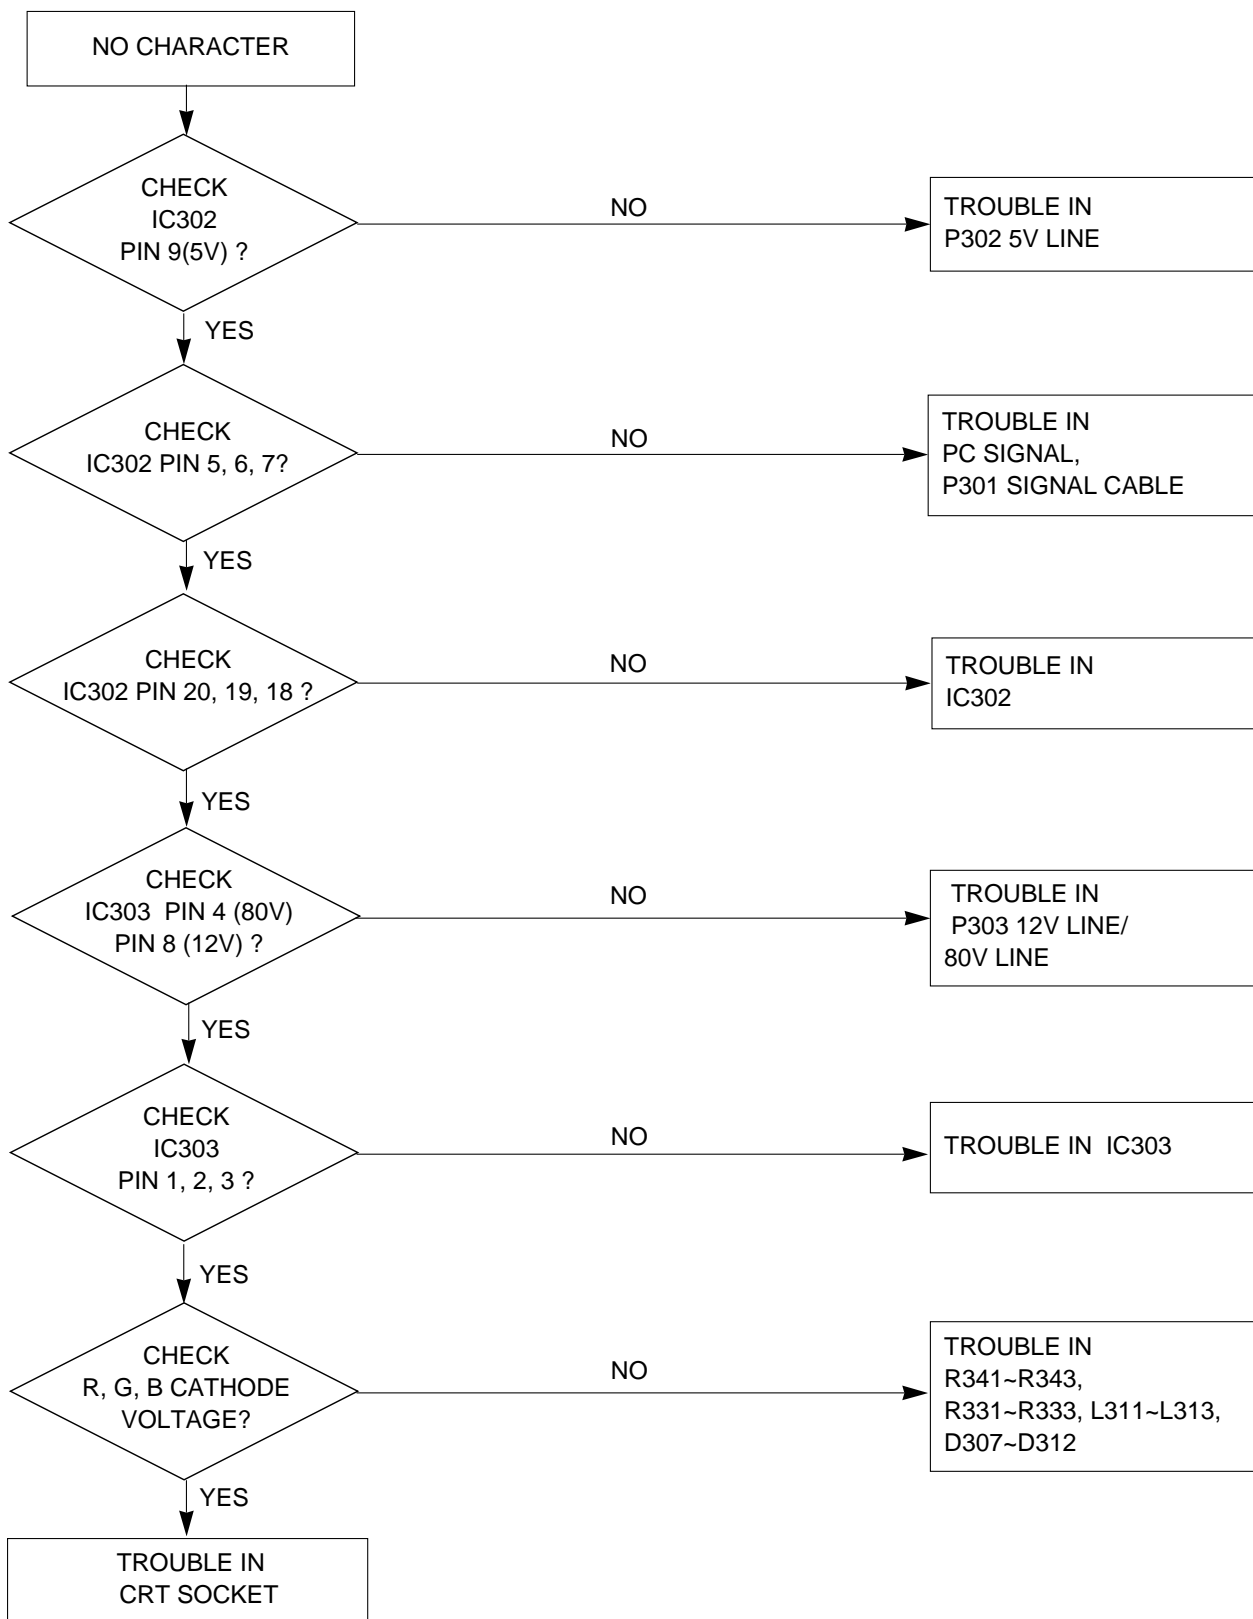 NO CHARACTER
CHECK
IC302
PIN 9(5V) ?
NO
TROUBLE IN
P302 5V LINE
YES
CHECK
IC302 PIN 5, 6, 7?
NO
TROUBLE IN
PC SIGNAL,
P301 SIGNAL CABLE
YES
CHECK
IC302 PIN 20, 19, 18 ?
NO
TROUBLE IN
IC302
YES
CHECK
IC303 PIN 4 (80V)
PIN 8 (12V) ?
NO
TROUBLE IN
P303 12V LINE/
80V LINE
YES
CHECK
IC303
PIN 1, 2, 3 ?
NO
TROUBLE IN IC303
YES
CHECK
R, G, B CATHODE
VOLTAGE?
NO
TROUBLE IN
R341~R343,
R331~R333, L311~L313,
D307~D312
YES
TROUBLE IN
CRT SOCKET